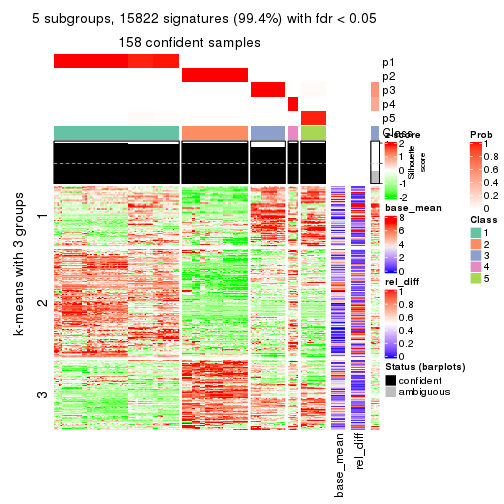 5 subgroups, 15822 signatures (99.4%) with fdr < 0.05
158 confident samples
p1
p2
p3
p4
p5
Class
k-means with 3 groups
1
2
3
base_mean
rel_diff
Silhouette
score
z-score
2
1
0
-1
-2
base_mean
8
6
4
2
0
rel_diff
1
0.8
0.6
0.4
0.2
0
Status (barplots)
confident
ambiguous
Prob
1
0.8
0.6
0.4
0.2
0
Class
1
2
3
4
5